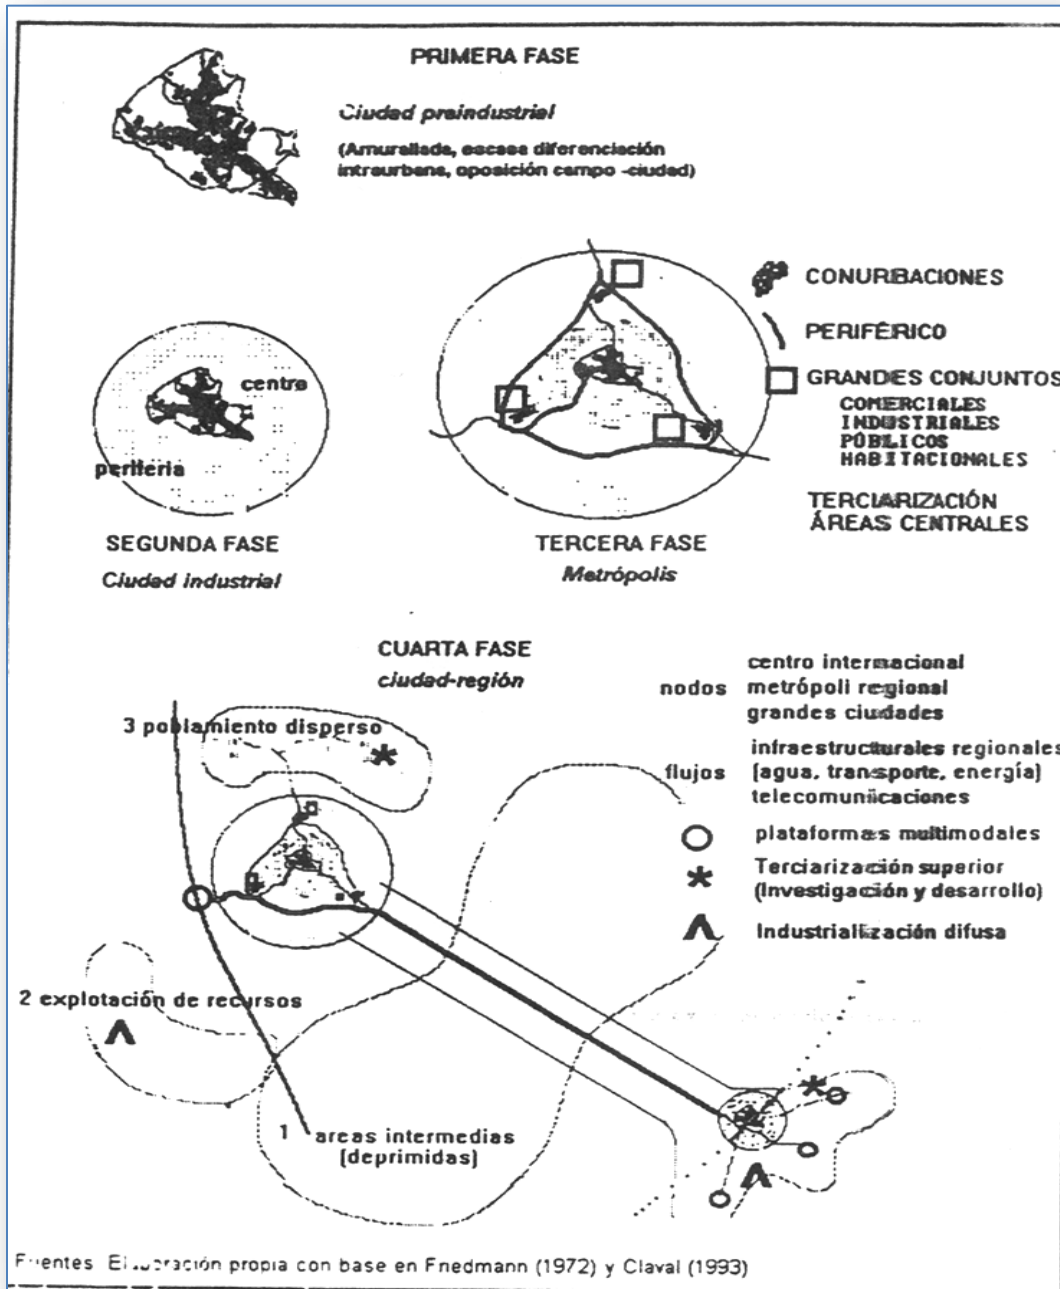 PRIMERA FASE
Ciudad preindustrial
(Amurallada, escasa diferenciación
intraurbana, oposición campo -ciudad)
centro
periferia
SEGUNDA FASE
Ciudad industrial
TERCERA FASE
Metrópolis
CONURBACIONES
PERIFÉRICO
GRANDES CONJUNTOS
COMERCIALES
INDUSTRIALES
PÚBLICOS
HABITACIONALES
TERCIARIZACIÓN
ÁREAS CENTRALES
CUARTA FASE
ciudad-región
3 poblamiento disperso
2 explotación de recursos
1 areas intermedias
(deprimidas)
nodos
centro internacional
metrópoli regional
grandes ciudades
flujos
infraestructurales regionales
(agua, transporte, energía)
telecomunicaciones
plataformas multimodales
Terciarización superior
(Investigación y desarrollo)
Industrialización difusa
Fuentes Elaboración propia con base en Friedmann (1972) y Claval (1993)